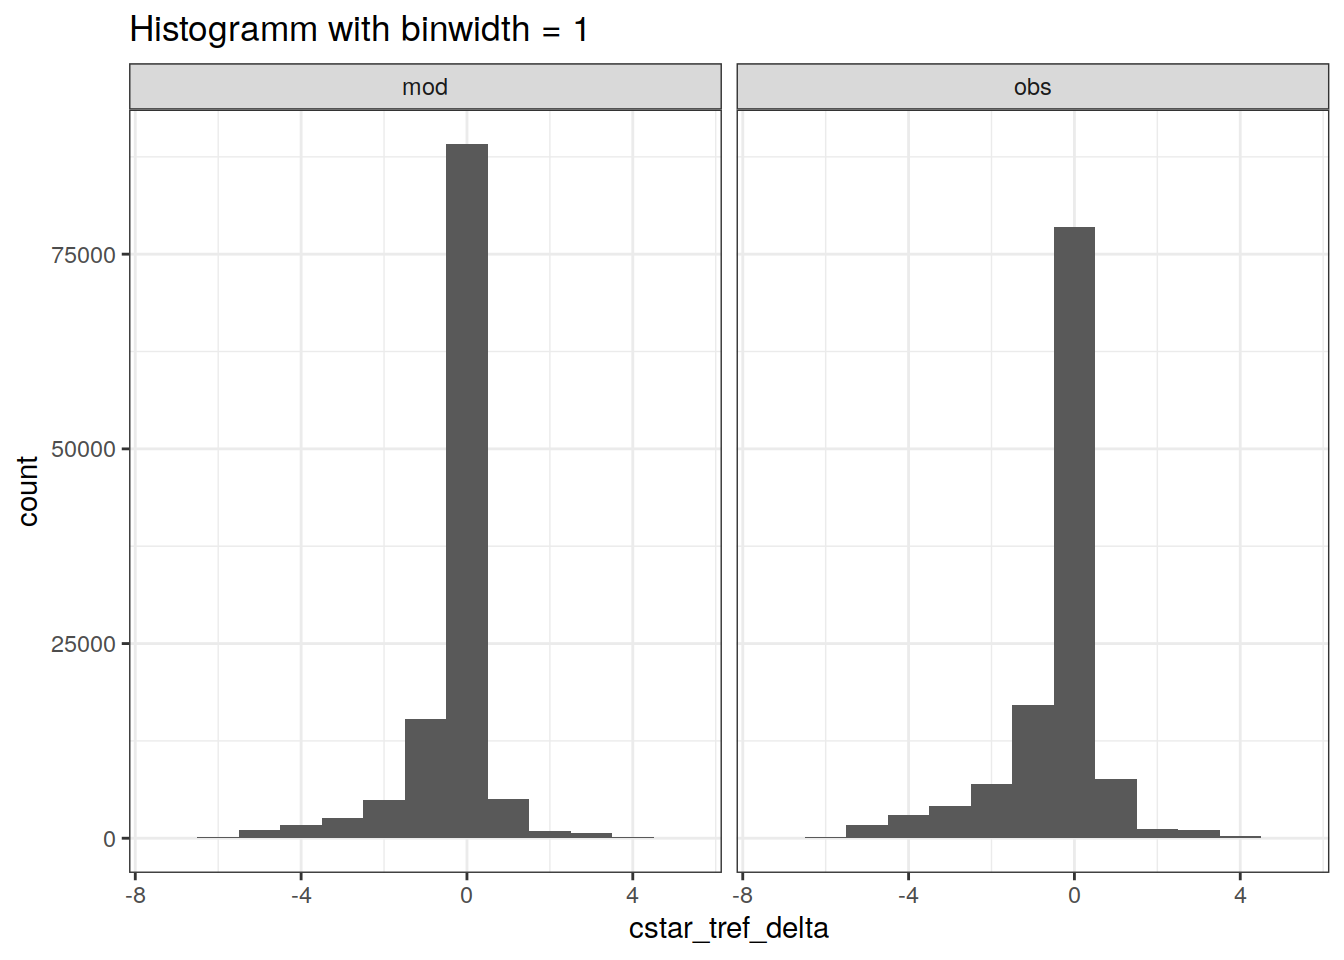 Histogramm with binwidth = 1
mod
obs
75000
50000
25000
0
count
-8
-4
0
4
-8
-4
0
4
cstar_tref_delta